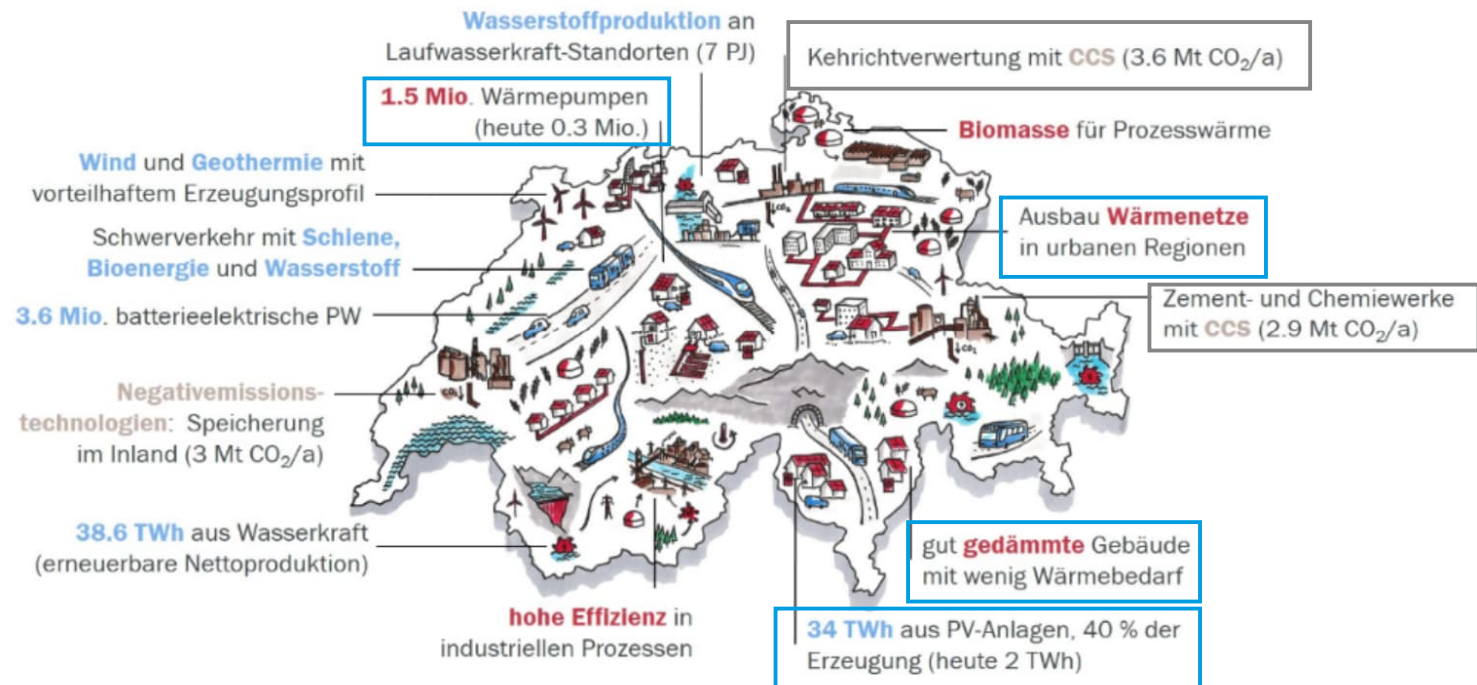 Wasserstoffproduktion an
Laufwasserkraft-Standorten (7 PJ)
Kehrichtverwertung mit CCS (3.6 Mt CO₂/a)
1.5 Mio. Wärmepumpen
(heute 0.3 Mio.)
Biomasse für Prozesswärme
Wind und Geothermie mit
vorteilhaftem Erzeugungsprofil
Ausbau Wärmenetze
in urbanen Regionen
Schwerverkehr mit Schiene,
Bioenergie und Wasserstoff
Zement- und Chemiewerke
mit CCS (2.9 Mt CO₂/a)
3.6 Mio. batterieelektrische PW
Negativemissions-
technologien: Speicherung
im Inland (3 Mt CO₂/a)
38.6 TWh aus Wasserkraft
(erneuerbare Nettoproduktion)
gut gedämmte Gebäude
mit wenig Wärmebedarf
hohe Effizienz in
industriellen Prozessen
34 TWh aus PV-Anlagen, 40 % der
Erzeugung (heute 2 TWh)
CO₂
CO₂
CO₂